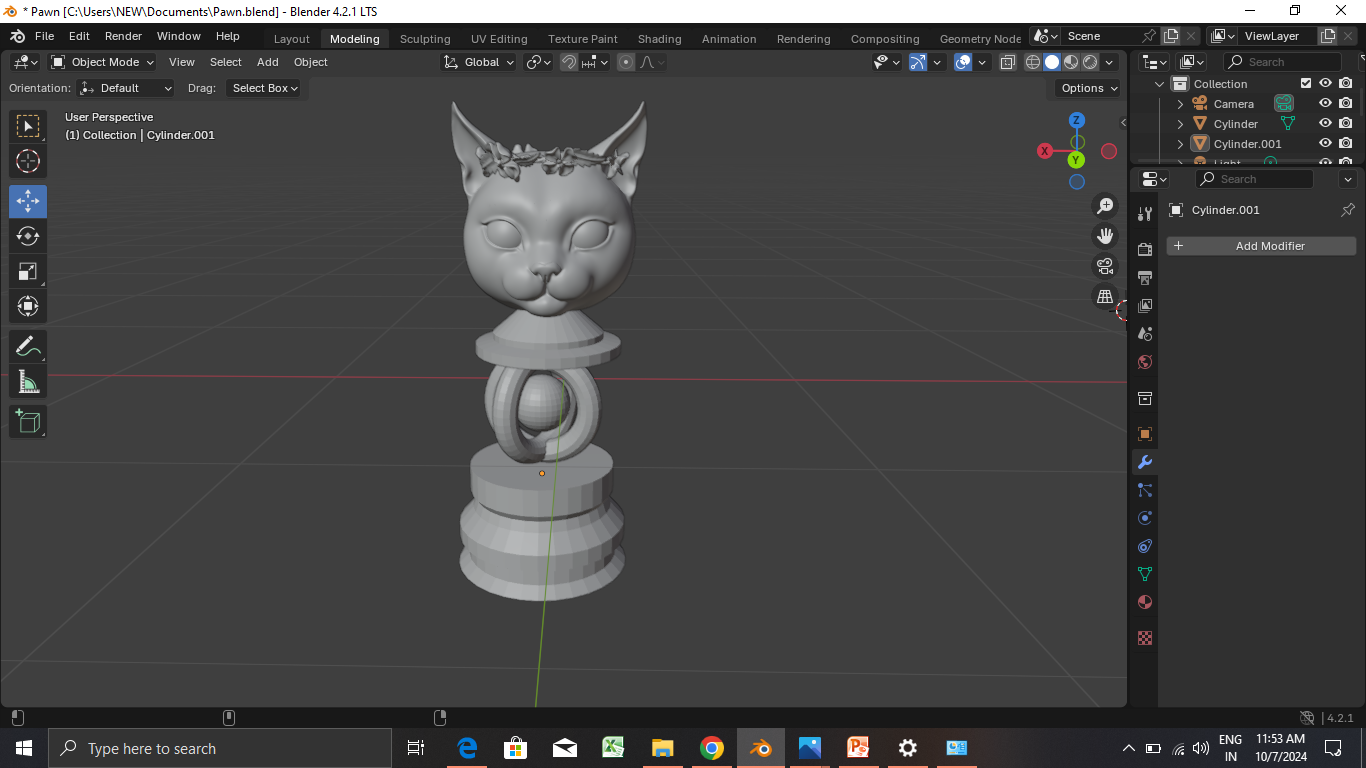 * Pawn [C:\Users\NEW\Documents\Pawn.blend] - Blender 4.2.1 LTS
File Edit Render Window Help Layout Modeling Sculpting UV Editing Texture Paint Shading Animation Rendering Compositing Geometry Node Scene ViewLayer
Object Mode View Select Add Object Global Search
Orientation: Default Drag: Select Box Options
Collection
Camera
Cylinder
Cylinder.001
Light
User Perspective
(1) Collection | Cylinder.001
Z
X
Y
Search
Cylinder.001
Add Modifier
4.2.1
Type here to search
ENG
IN
11:53 AM
10/7/2024